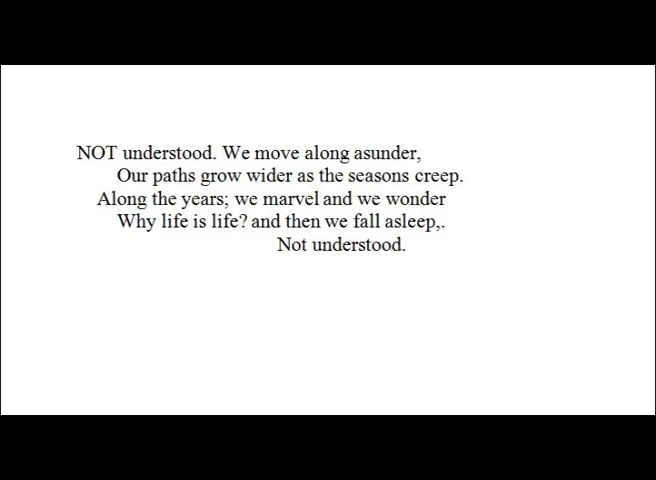 NOT understood. We move along asunder,
Our paths grow wider as the seasons creep.
Along the years; we marvel and we wonder
Why life is life? and then we fall asleep,.
Not understood.